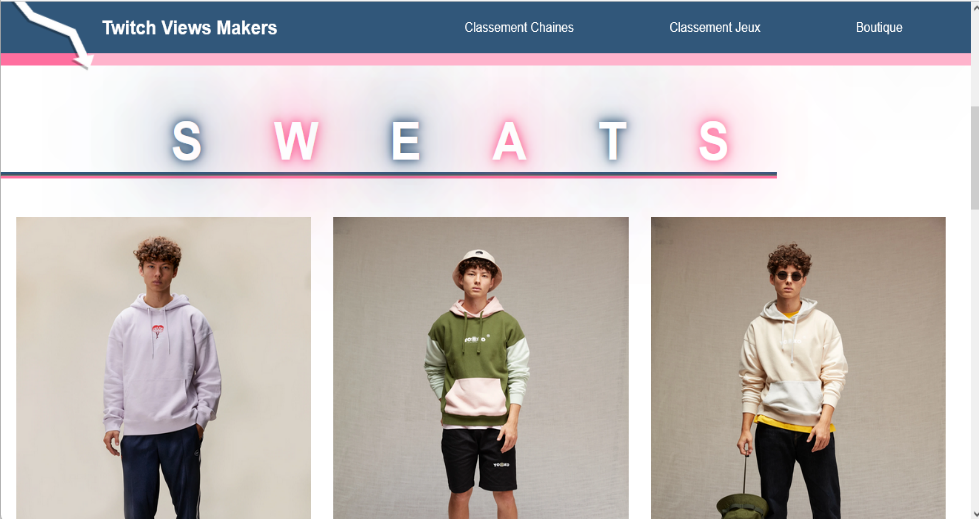 Twitch Views Makers Classement Chaines Classement Jeux Boutique
S W E A T S